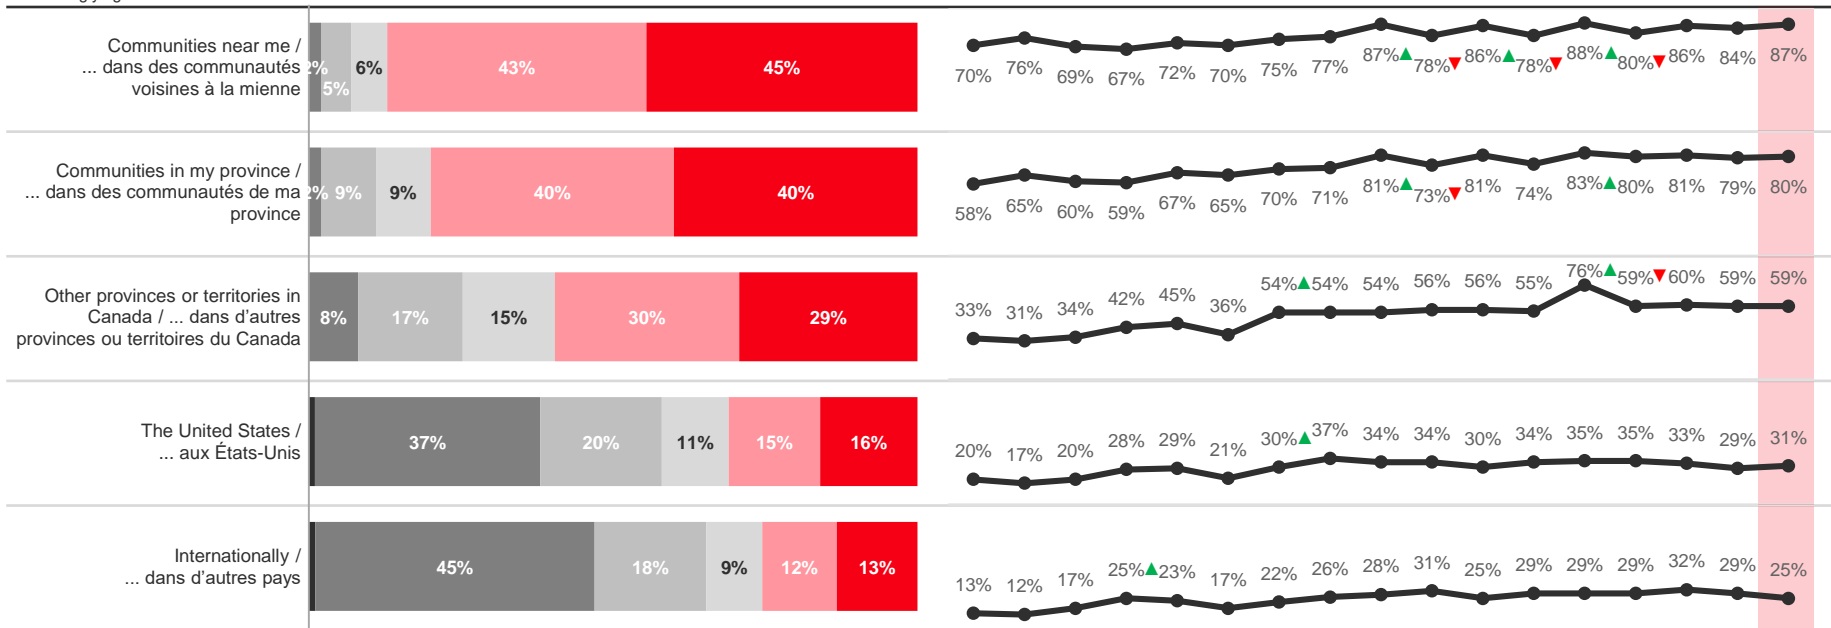 Communities near me /
... dans des communautés
voisines à la mienne
2% 5% 6% 43% 45%
70% 76% 69% 67% 72% 70% 75% 77% 87% 78% 86% 78% 88% 80% 86% 84% 87%
Communities in my province /
... dans des communautés de ma
province
2% 9% 9% 40% 40%
58% 65% 60% 59% 67% 65% 70% 71% 81% 73% 81% 74% 83% 80% 81% 79% 80%
Other provinces or territories in
Canada / ... dans d'autres
provinces ou territoires du Canada
8% 17% 15% 30% 29%
33% 31% 34% 42% 45% 36% 54% 54% 54% 56% 56% 55% 76% 59% 60% 59% 59%
The United States /
... aux États-Unis
37% 20% 11% 15% 16%
20% 17% 20% 28% 29% 21% 30% 37% 34% 34% 30% 34% 35% 35% 33% 29% 31%
Internationally /
... dans d'autres pays
45% 18% 9% 12% 13%
13% 12% 17% 25% 23% 17% 22% 26% 28% 31% 25% 29% 29% 29% 32% 29% 25%